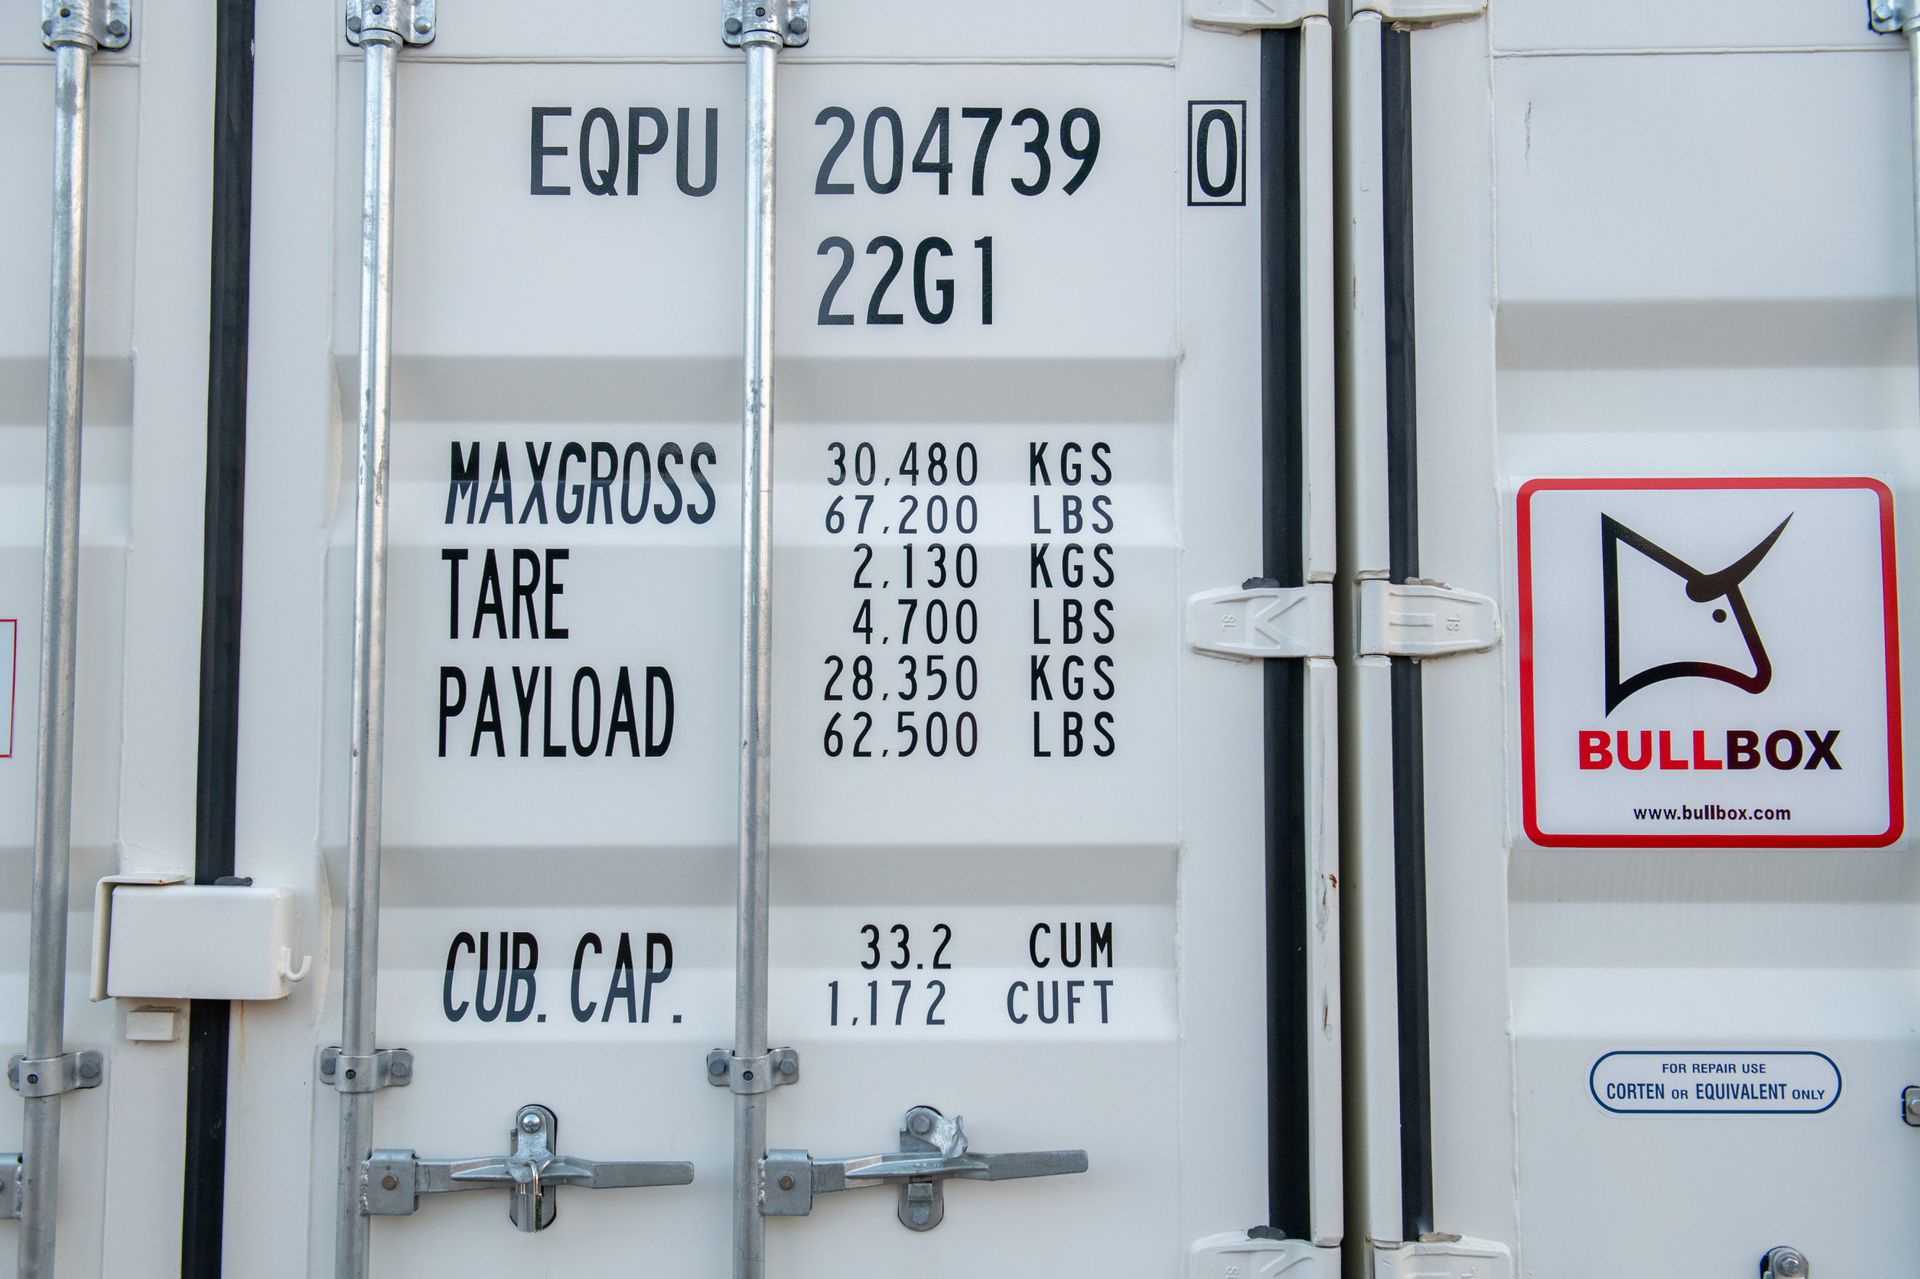 EQPU 204739 0
22G1
MAXGROSS 30,480 KGS
67,200 LBS
TARE 2,130 KGS
4,700 LBS
PAYLOAD 28,350 KGS
62,500 LBS
CUB. CAP. 33.2 CUM
1,172 CUFT
BULLBOX
www.bullbox.com
FOR REPAIR USE
CORTEN OR EQUIVALENT ONLY